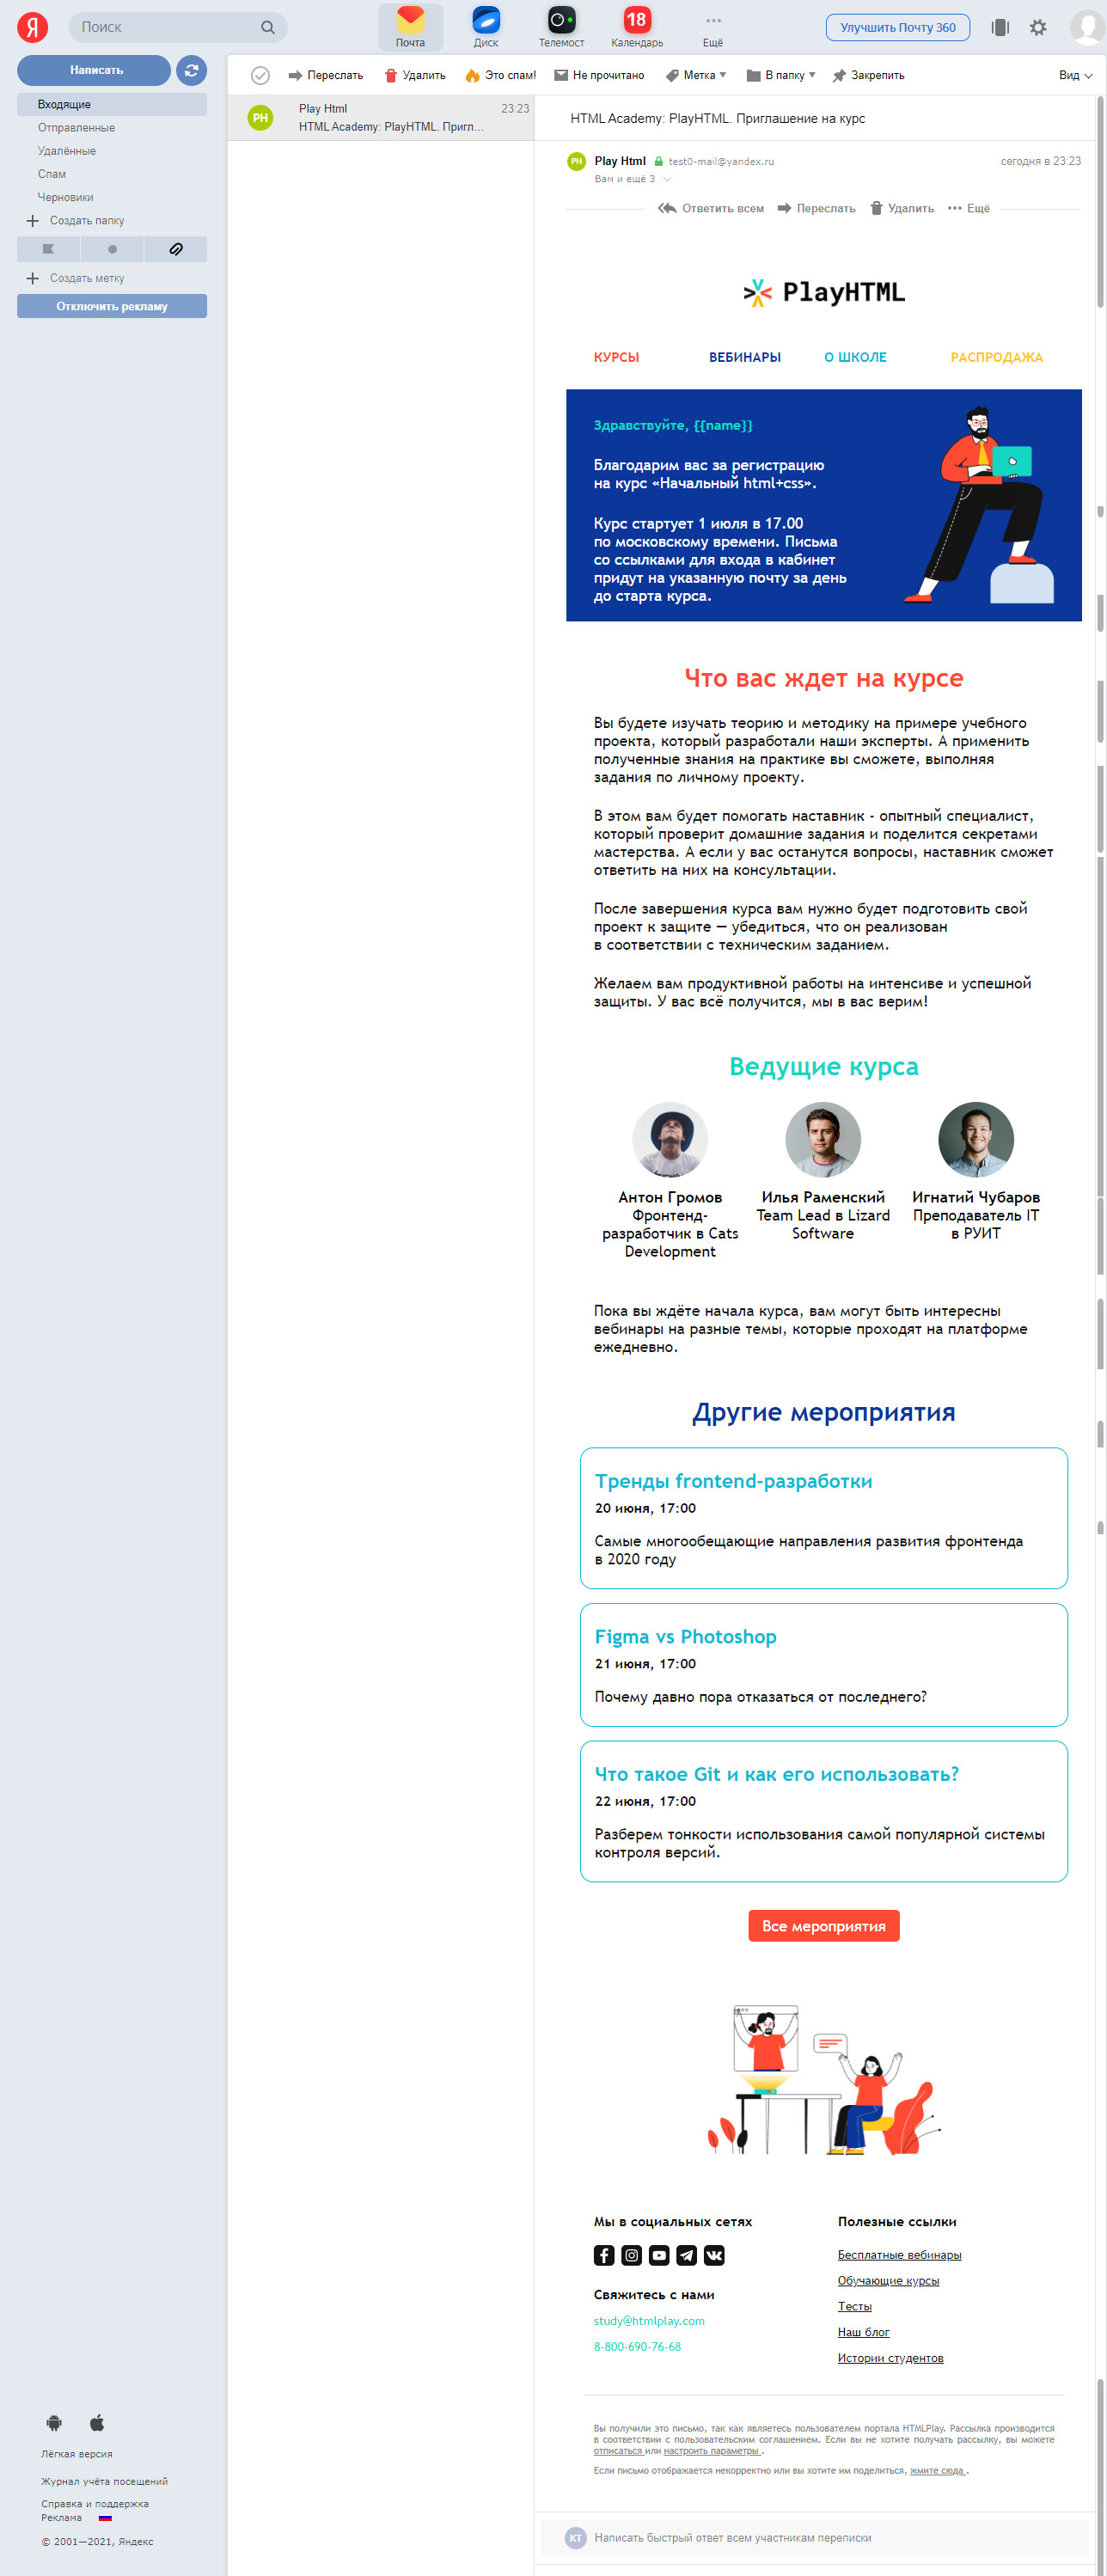 Я
Поиск
Почта
Диск
Телемост
18
Календарь
Ещё
Улучшить Почту 360
Написать
Переслать
Удалить
Это спам!
Не прочитано
Метка
В папку
Закрепить
Вид
Входящие
Отправленные
Удалённые
Спам
Черновики
Создать папку
Создать метку
Отключить рекламу
PH
Play Html
23:23
HTML Academy: PlayHTML. Пригл...
HTML Academy: PlayHTML. Приглашение на курс
PH
Play Html
test0-mail@yandex.ru
сегодня в 23:23
Вам и ещё 3
Ответить всем
Переслать
Удалить
Ещё
PlayHTML
КУРСЫ
ВЕБИНАРЫ
О ШКОЛЕ
РАСПРОДАЖА
Здравствуйте, {{name}}
Благодарим вас за регистрацию
на курс «Начальный html+css».
Курс стартует 1 июля в 17.00
по московскому времени. Письма
со ссылками для входа в кабинет
придут на указанную почту за день
до старта курса.
Что вас ждет на курсе
Вы будете изучать теорию и методику на примере учебного
проекта, который разработали наши эксперты. А применить
полученные знания на практике вы сможете, выполняя
задания по личному проекту.
В этом вам будет помогать наставник - опытный специалист,
который проверит домашние задания и поделится секретами
мастерства. А если у вас останутся вопросы, наставник сможет
ответить на них на консультации.
После завершения курса вам нужно будет подготовить свой
проект к защите — убедиться, что он реализован
в соответствии с техническим заданием.
Желаем вам продуктивной работы на интенсиве и успешной
защиты. У вас всё получится, мы в вас верим!
Ведущие курса
Антон Громов
Фронтенд-
разработчик в Cats
Development
Илья Раменский
Team Lead в Lizard
Software
Игнатий Чубаров
Преподаватель IT
в РУИТ
Пока вы ждёте начала курса, вам могут быть интересны
вебинары на разные темы, которые проходят на платформе
ежедневно.
Другие мероприятия
Тренды frontend-разработки
20 июня, 17:00
Самые многообещающие направления развития фронтенда
в 2020 году
Figma vs Photoshop
21 июня, 17:00
Почему давно пора отказаться от последнего?
Что такое Git и как его использовать?
22 июня, 17:00
Разберем тонкости использования самой популярной системы
контроля версий.
Все мероприятия
Мы в социальных сетях
Свяжитесь с нами
study@htmlplay.com
8-800-690-76-68
Полезные ссылки
Бесплатные вебинары
Обучающие курсы
Тесты
Наш блог
Истории студентов
Вы получили это письмо, так как являетесь пользователем портала HTMLPlay. Рассылка производится
в соответствии с пользовательским соглашением. Если вы не хотите получать рассылку, вы можете
отписаться или настроить параметры .
Если письмо отображается некорректно или вы хотите им поделиться, жмите сюда .
Лёгкая версия
Журнал учёта посещений
Справка и поддержка
Реклама
© 2001—2021, Яндекс
KT
Написать быстрый ответ всем участникам переписки